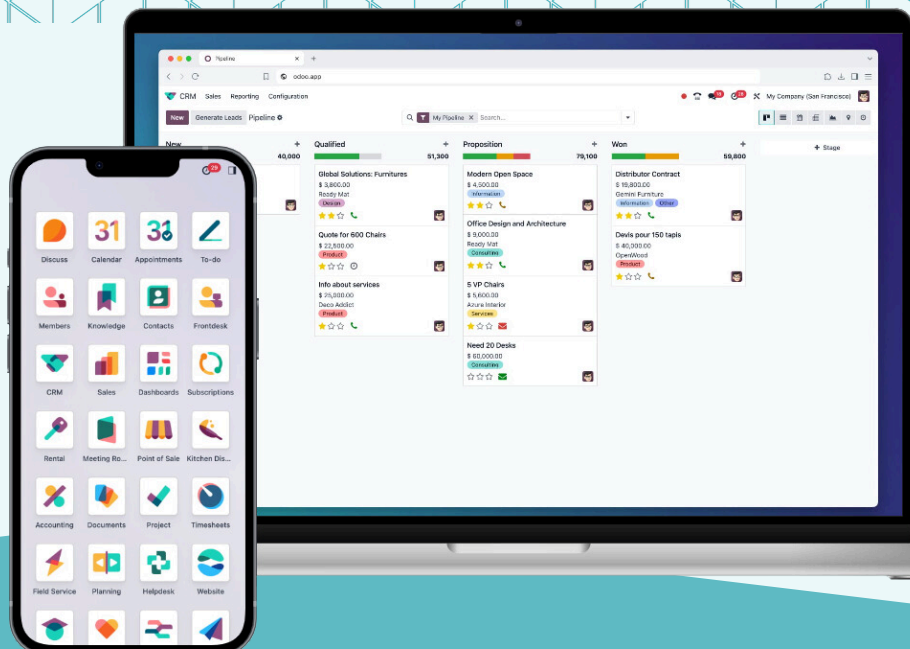 Pipeline
odoo.app
CRM Sales Reporting Configuration
My Company (San Francisco)
New Generate Leads Pipeline
My Pipeline Search...
New
40,000
Qualified
51,300
Global Solutions: Furnitures
$ 3,800.00
Ready Mat
Design
Quote for 600 Chairs
$ 22,500.00
Product
Info about services
$ 25,000.00
Deco Addict
Product
Proposition
79,100
Modern Open Space
$ 4,500.00
Information
Office Design and Architecture
$ 9,000.00
Ready Mat
Consulting
5 VP Chairs
$ 5,600.00
Azure Interior
Services
Need 20 Desks
$ 60,000.00
Consulting
Won
59,800
Distributor Contract
$ 19,800.00
Gemini Furniture
Information Other
Devis pour 150 tapis
$ 40,000.00
OpenWood
Product
+ Stage
29
31 31
Discuss Calendar Appointments To-do
Members Knowledge Contacts Frontdesk
CRM Sales Dashboards Subscriptions
Rental Meeting Ro... Point of Sale Kitchen Dis...
Accounting Documents Project Timesheets
Field Service Planning Helpdesk Website